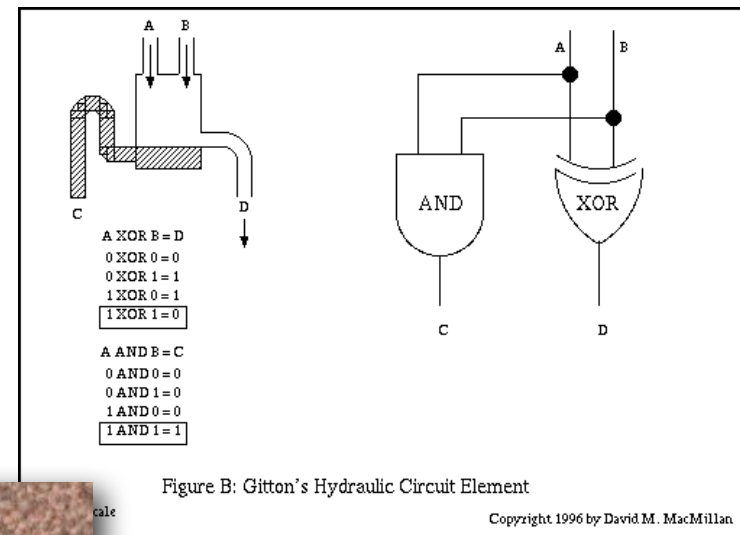 A B
C
D
A XOR B = D
0 XOR 0 = 0
0 XOR 1 = 1
1 XOR 0 = 1
1 XOR 1 = 0
A AND B = C
0 AND 0 = 0
0 AND 1 = 0
1 AND 0 = 0
1 AND 1 = 1
A B
AND XOR
C D
Figure B: Gitton's Hydraulic Circuit Element
Copyright 1996 by David M. MacMillan